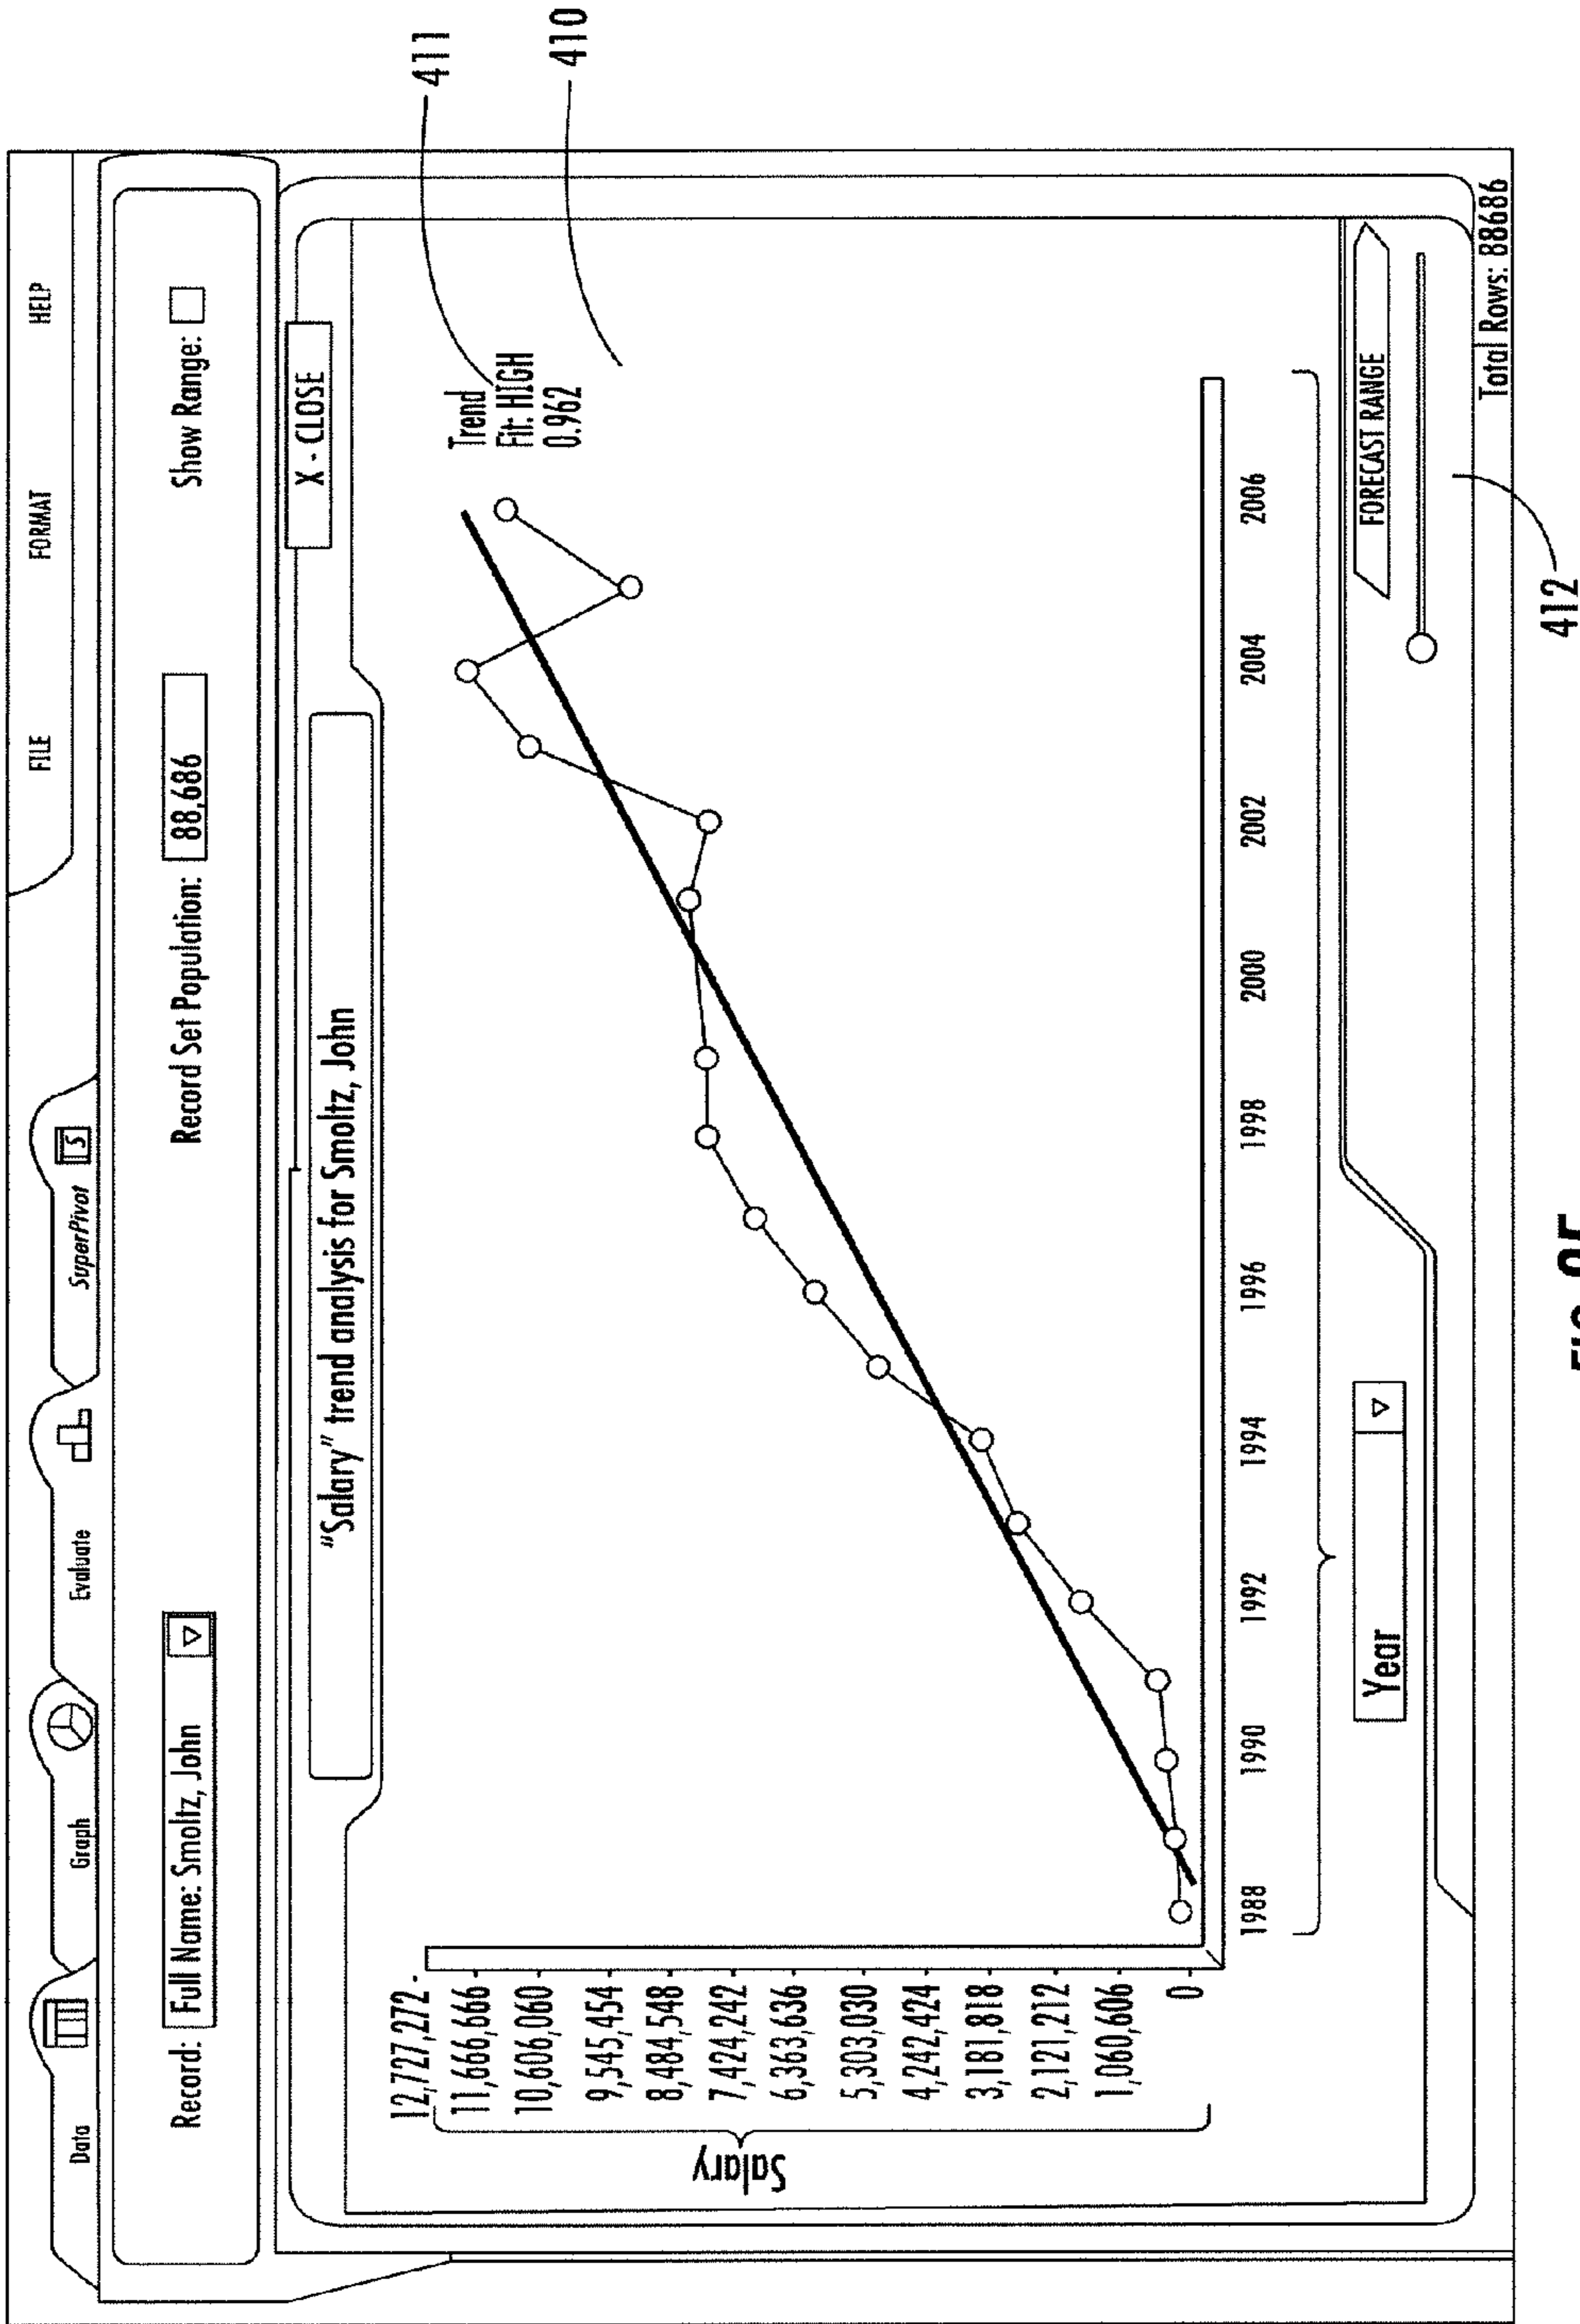 FILE FORMAT HELP
Data Graph Evaluate SuperPivot S
Record: Full Name: Smoltz, John Record Set Population: 88,686 Show Range:
X - CLOSE
"Salary" trend analysis for Smoltz, John
Trend
Fit: HIGH
0.962
411
410
Salary
12,727,272
11,666,666
10,606,060
9,545,454
8,484,548
7,424,242
6,363,636
5,303,030
4,242,424
3,181,818
2,121,212
1,060,606
0
1988 1990 1992 1994 1996 1998 2000 2002 2004 2006
Year
FORECAST RANGE
Total Rows: 88686
412